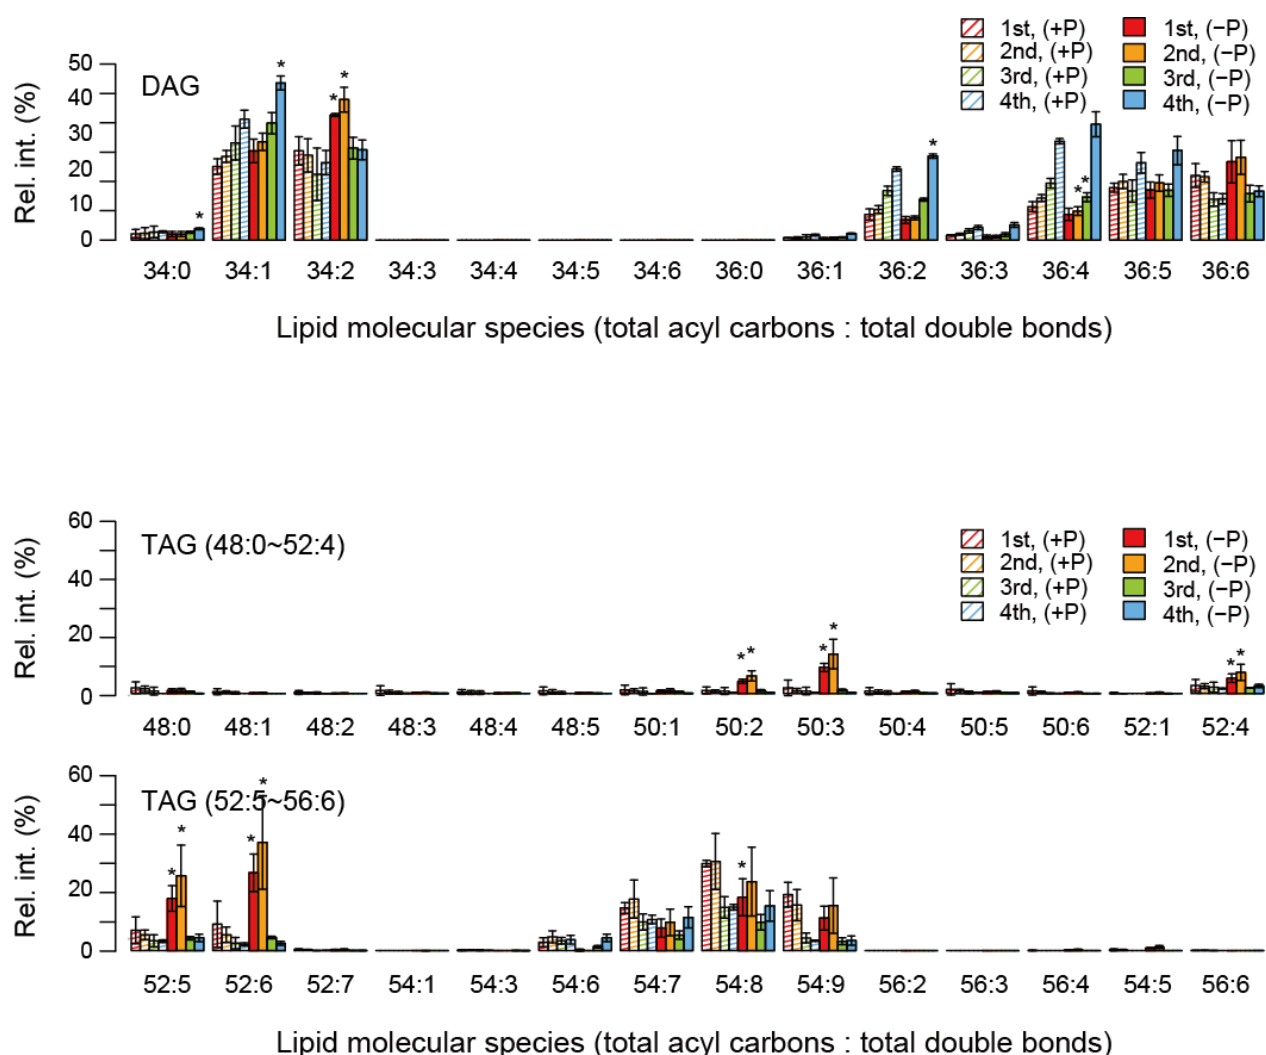 1st, (+P) 1st, (−P)
2nd, (+P) 2nd, (−P)
3rd, (+P) 3rd, (−P)
4th, (+P) 4th, (−P)
DAG
Rel. int. (%)
50
40
30
20
10
0
* * * * * * * *
34:0 34:1 34:2 34:3 34:4 34:5 34:6 36:0 36:1 36:2 36:3 36:4 36:5 36:6
Lipid molecular species (total acyl carbons : total double bonds)
TAG (48:0~52:4)
1st, (+P) 1st, (−P)
2nd, (+P) 2nd, (−P)
3rd, (+P) 3rd, (−P)
4th, (+P) 4th, (−P)
Rel. int. (%)
60
40
20
0
* * * * * *
48:0 48:1 48:2 48:3 48:4 48:5 50:1 50:2 50:3 50:4 50:5 50:6 52:1 52:4
TAG (52:5~56:6)
Rel. int. (%)
60
40
20
0
* * * * *
52:5 52:6 52:7 54:1 54:3 54:6 54:7 54:8 54:9 56:2 56:3 56:4 54:5 56:6
Lipid molecular species (total acyl carbons : total double bonds)